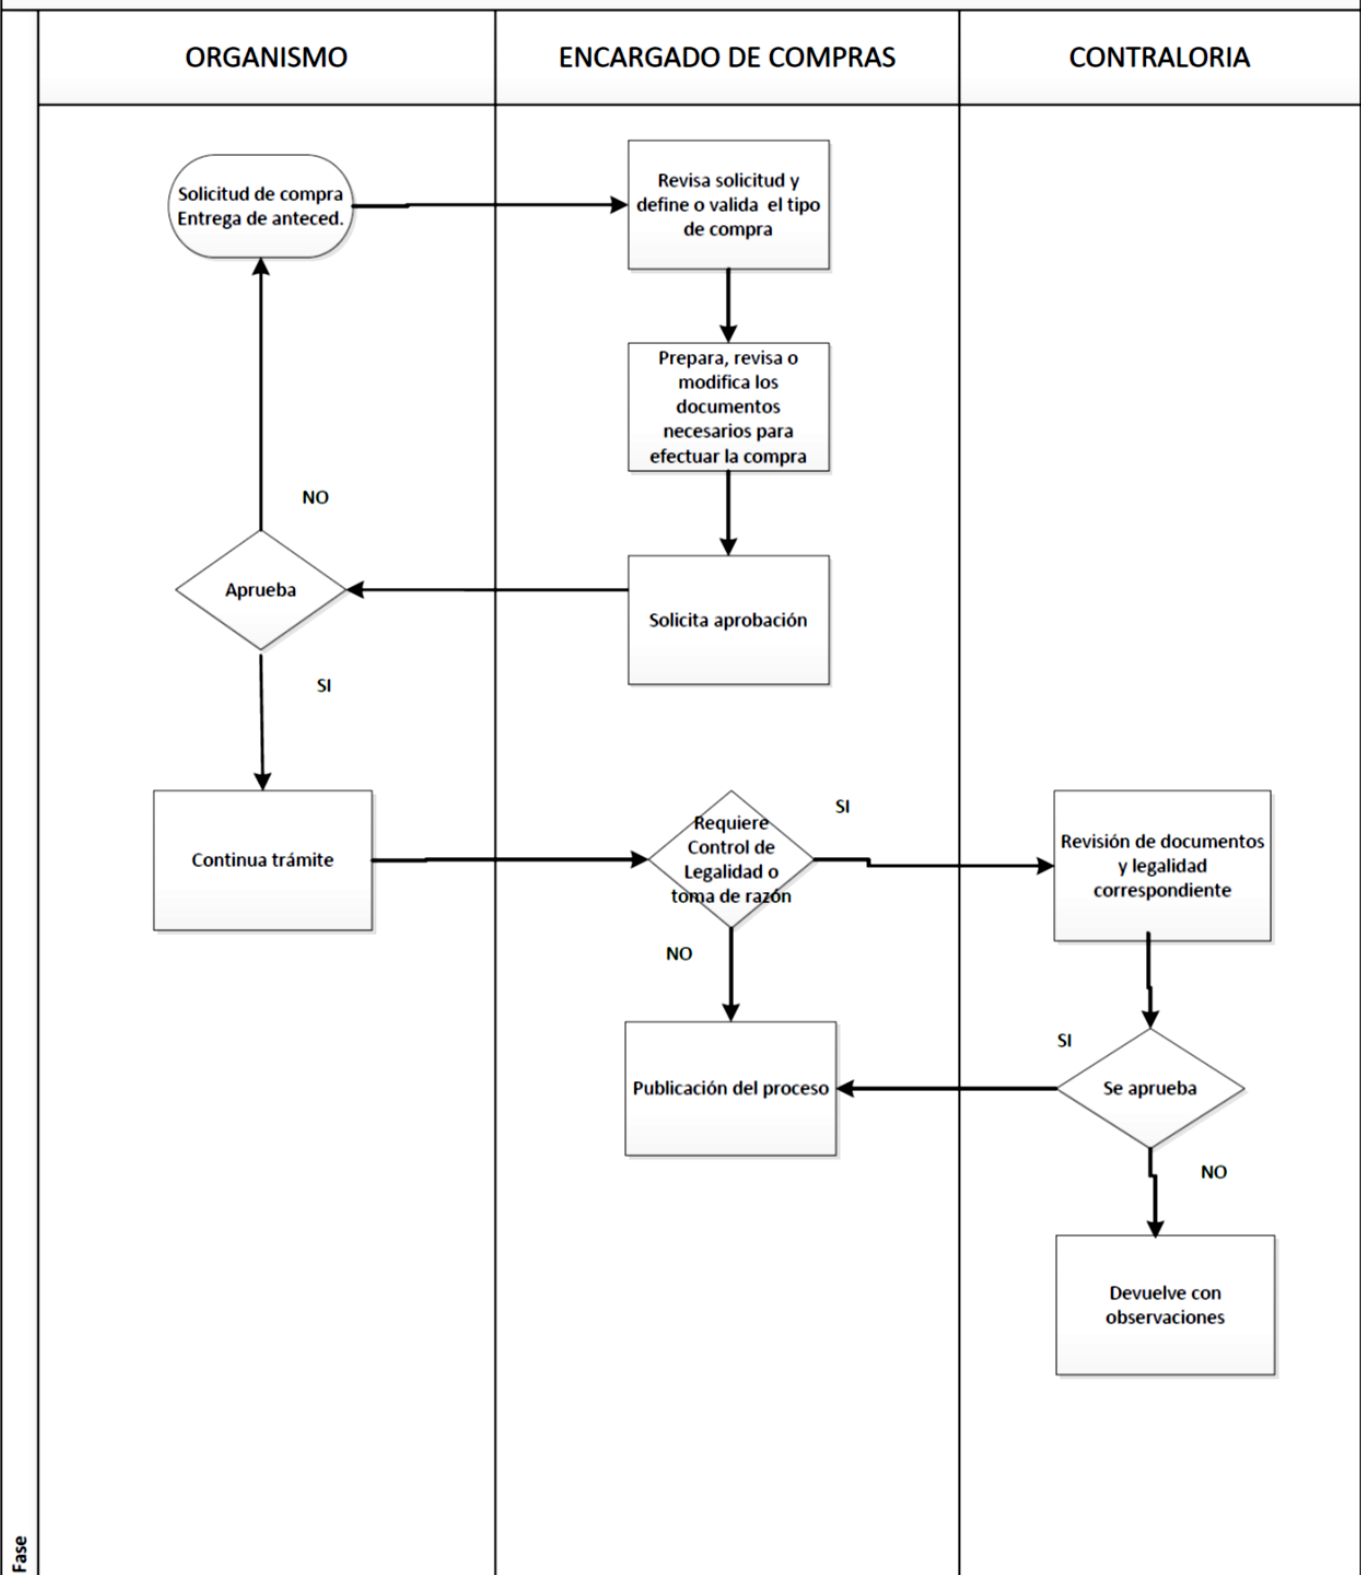 ORGANISMO
ENCARGADO DE COMPRAS
CONTRALORIA
Solicitud de compra
Entrega de anteced.
Revisa solicitud y
define o valida el tipo
de compra
Prepara, revisa o
modifica los
documentos
necesarios para
efectuar la compra
NO
Aprueba
Solicita aprobación
SI
Continua trámite
Requiere
Control de
Legalidad o
toma de razón
SI
Revisión de documentos
y legalidad
correspondiente
NO
Publicación del proceso
SI
Se aprueba
NO
Devuelve con
observaciones
Fase